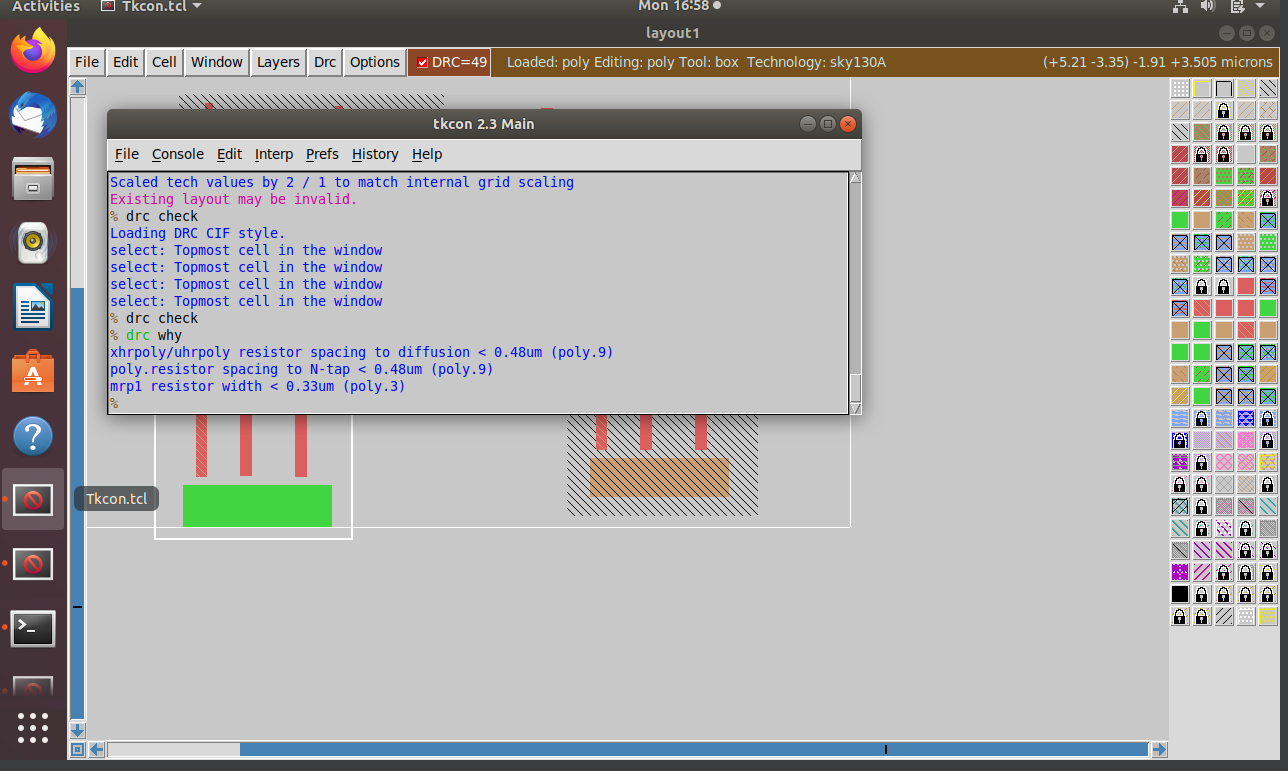 Activities Tkcon.tcl Mon 16:58
layout1
File Edit Cell Window Layers Drc Options DRC=49 Loaded: poly Editing: poly Tool: box Technology: sky130A (+5.21 -3.35) -1.91 +3.505 microns
tkcon 2.3 Main
File Console Edit Interp Prefs History Help
Scaled tech values by 2 / 1 to match internal grid scaling
Existing layout may be invalid.
% drc check
Loading DRC CIF style.
select: Topmost cell in the window
select: Topmost cell in the window
select: Topmost cell in the window
select: Topmost cell in the window
% drc check
% drc why
xhrpoly/uhrpoly resistor spacing to diffusion < 0.48um (poly.9)
poly.resistor spacing to N-tap < 0.48um (poly.9)
mrp1 resistor width < 0.33um (poly.3)
%
Tkcon.tcl